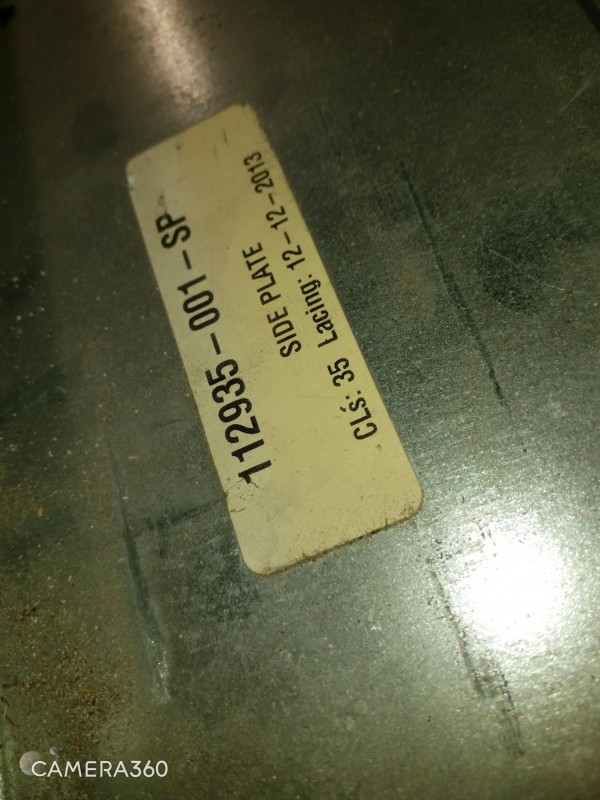 112935-001-SP
SIDE PLATE
CLS: 35 Lacing: 12-12-2013
CAMERA360